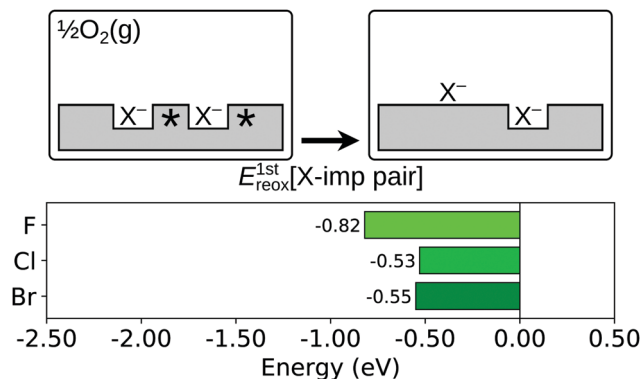 ½O₂(g)
X⁻ * X⁻ *
X⁻
X⁻
E¹ˢᵗreox[X-imp pair]
F -0.82
Cl -0.53
Br -0.55
-2.50 -2.00 -1.50 -1.00 -0.50 0.00 0.50
Energy (eV)